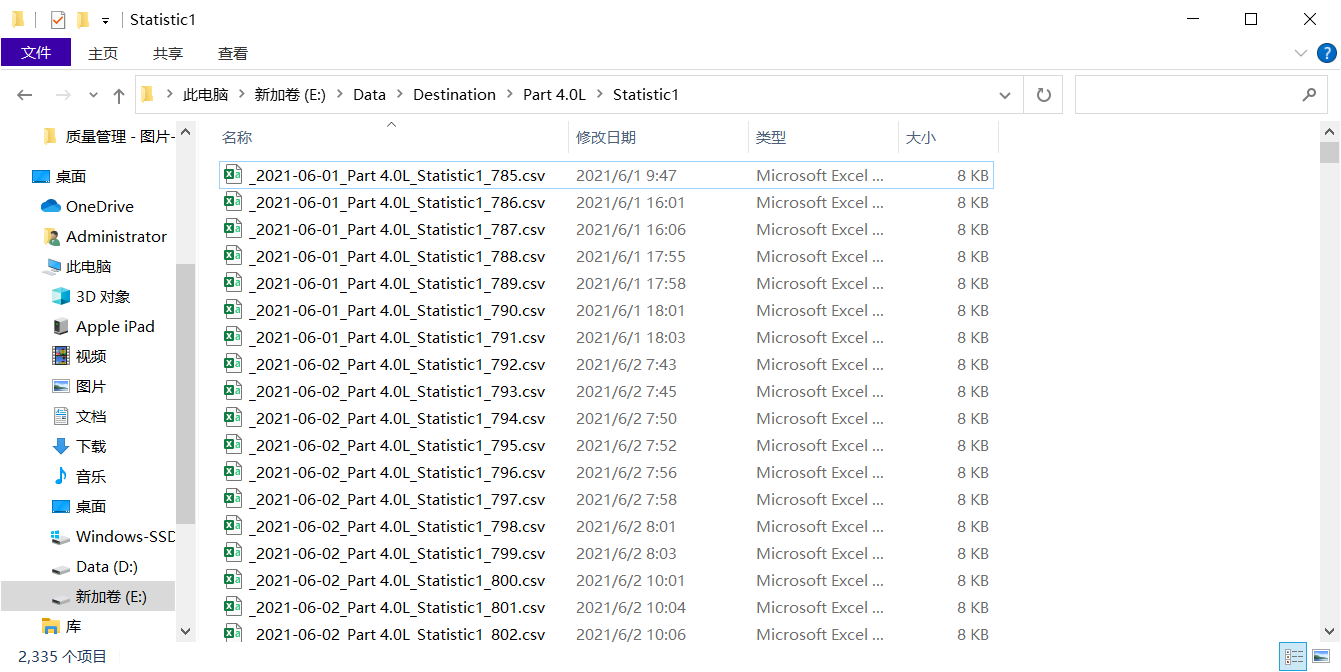 Statistic1
文件 主页 共享 查看
此电脑 新加卷 (E:) Data Destination Part 4.0L Statistic1
质量管理 - 图片-
桌面
OneDrive
Administrator
此电脑
3D 对象
Apple iPad
视频
图片
文档
下载
音乐
桌面
Windows-SSD
Data (D:)
新加卷 (E:)
库
名称 修改日期 类型 大小
_2021-06-01_Part 4.0L_Statistic1_785.csv 2021/6/1 9:47 Microsoft Excel ... 8 KB
_2021-06-01_Part 4.0L_Statistic1_786.csv 2021/6/1 16:01 Microsoft Excel ... 8 KB
_2021-06-01_Part 4.0L_Statistic1_787.csv 2021/6/1 16:06 Microsoft Excel ... 8 KB
_2021-06-01_Part 4.0L_Statistic1_788.csv 2021/6/1 17:55 Microsoft Excel ... 8 KB
_2021-06-01_Part 4.0L_Statistic1_789.csv 2021/6/1 17:58 Microsoft Excel ... 8 KB
_2021-06-01_Part 4.0L_Statistic1_790.csv 2021/6/1 18:01 Microsoft Excel ... 8 KB
_2021-06-01_Part 4.0L_Statistic1_791.csv 2021/6/1 18:03 Microsoft Excel ... 8 KB
_2021-06-02_Part 4.0L_Statistic1_792.csv 2021/6/2 7:43 Microsoft Excel ... 8 KB
_2021-06-02_Part 4.0L_Statistic1_793.csv 2021/6/2 7:45 Microsoft Excel ... 8 KB
_2021-06-02_Part 4.0L_Statistic1_794.csv 2021/6/2 7:50 Microsoft Excel ... 8 KB
_2021-06-02_Part 4.0L_Statistic1_795.csv 2021/6/2 7:52 Microsoft Excel ... 8 KB
_2021-06-02_Part 4.0L_Statistic1_796.csv 2021/6/2 7:56 Microsoft Excel ... 8 KB
_2021-06-02_Part 4.0L_Statistic1_797.csv 2021/6/2 7:58 Microsoft Excel ... 8 KB
_2021-06-02_Part 4.0L_Statistic1_798.csv 2021/6/2 8:01 Microsoft Excel ... 8 KB
_2021-06-02_Part 4.0L_Statistic1_799.csv 2021/6/2 8:03 Microsoft Excel ... 8 KB
_2021-06-02_Part 4.0L_Statistic1_800.csv 2021/6/2 10:01 Microsoft Excel ... 8 KB
_2021-06-02_Part 4.0L_Statistic1_801.csv 2021/6/2 10:04 Microsoft Excel ... 8 KB
_2021-06-02_Part 4.0L_Statistic1_802.csv 2021/6/2 10:06 Microsoft Excel ... 8 KB
2,335 个项目